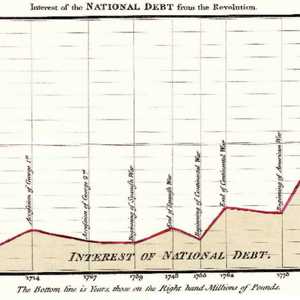 Interest of the NATIONAL DEBT from the Revolution.
Accession of George 1st
Accession of George 2nd
Beginning of Spanish War
End of Spanish War
Beginning of Continental War
End of Continental War
Beginning of American War
INTEREST OF NATIONAL DEBT.
1714 1727 1739 1748 1755 1762 1776
The Bottom line is Years, those on the Right hand Millions of Pounds.